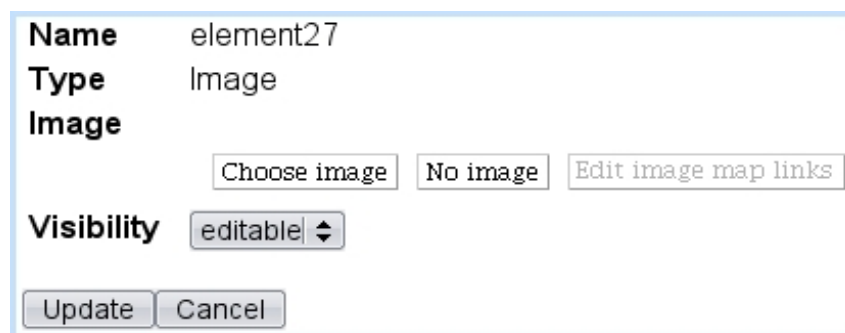 Name element27
Type Image
Image
Choose image No image Edit image map links
Visibility editable
Update Cancel